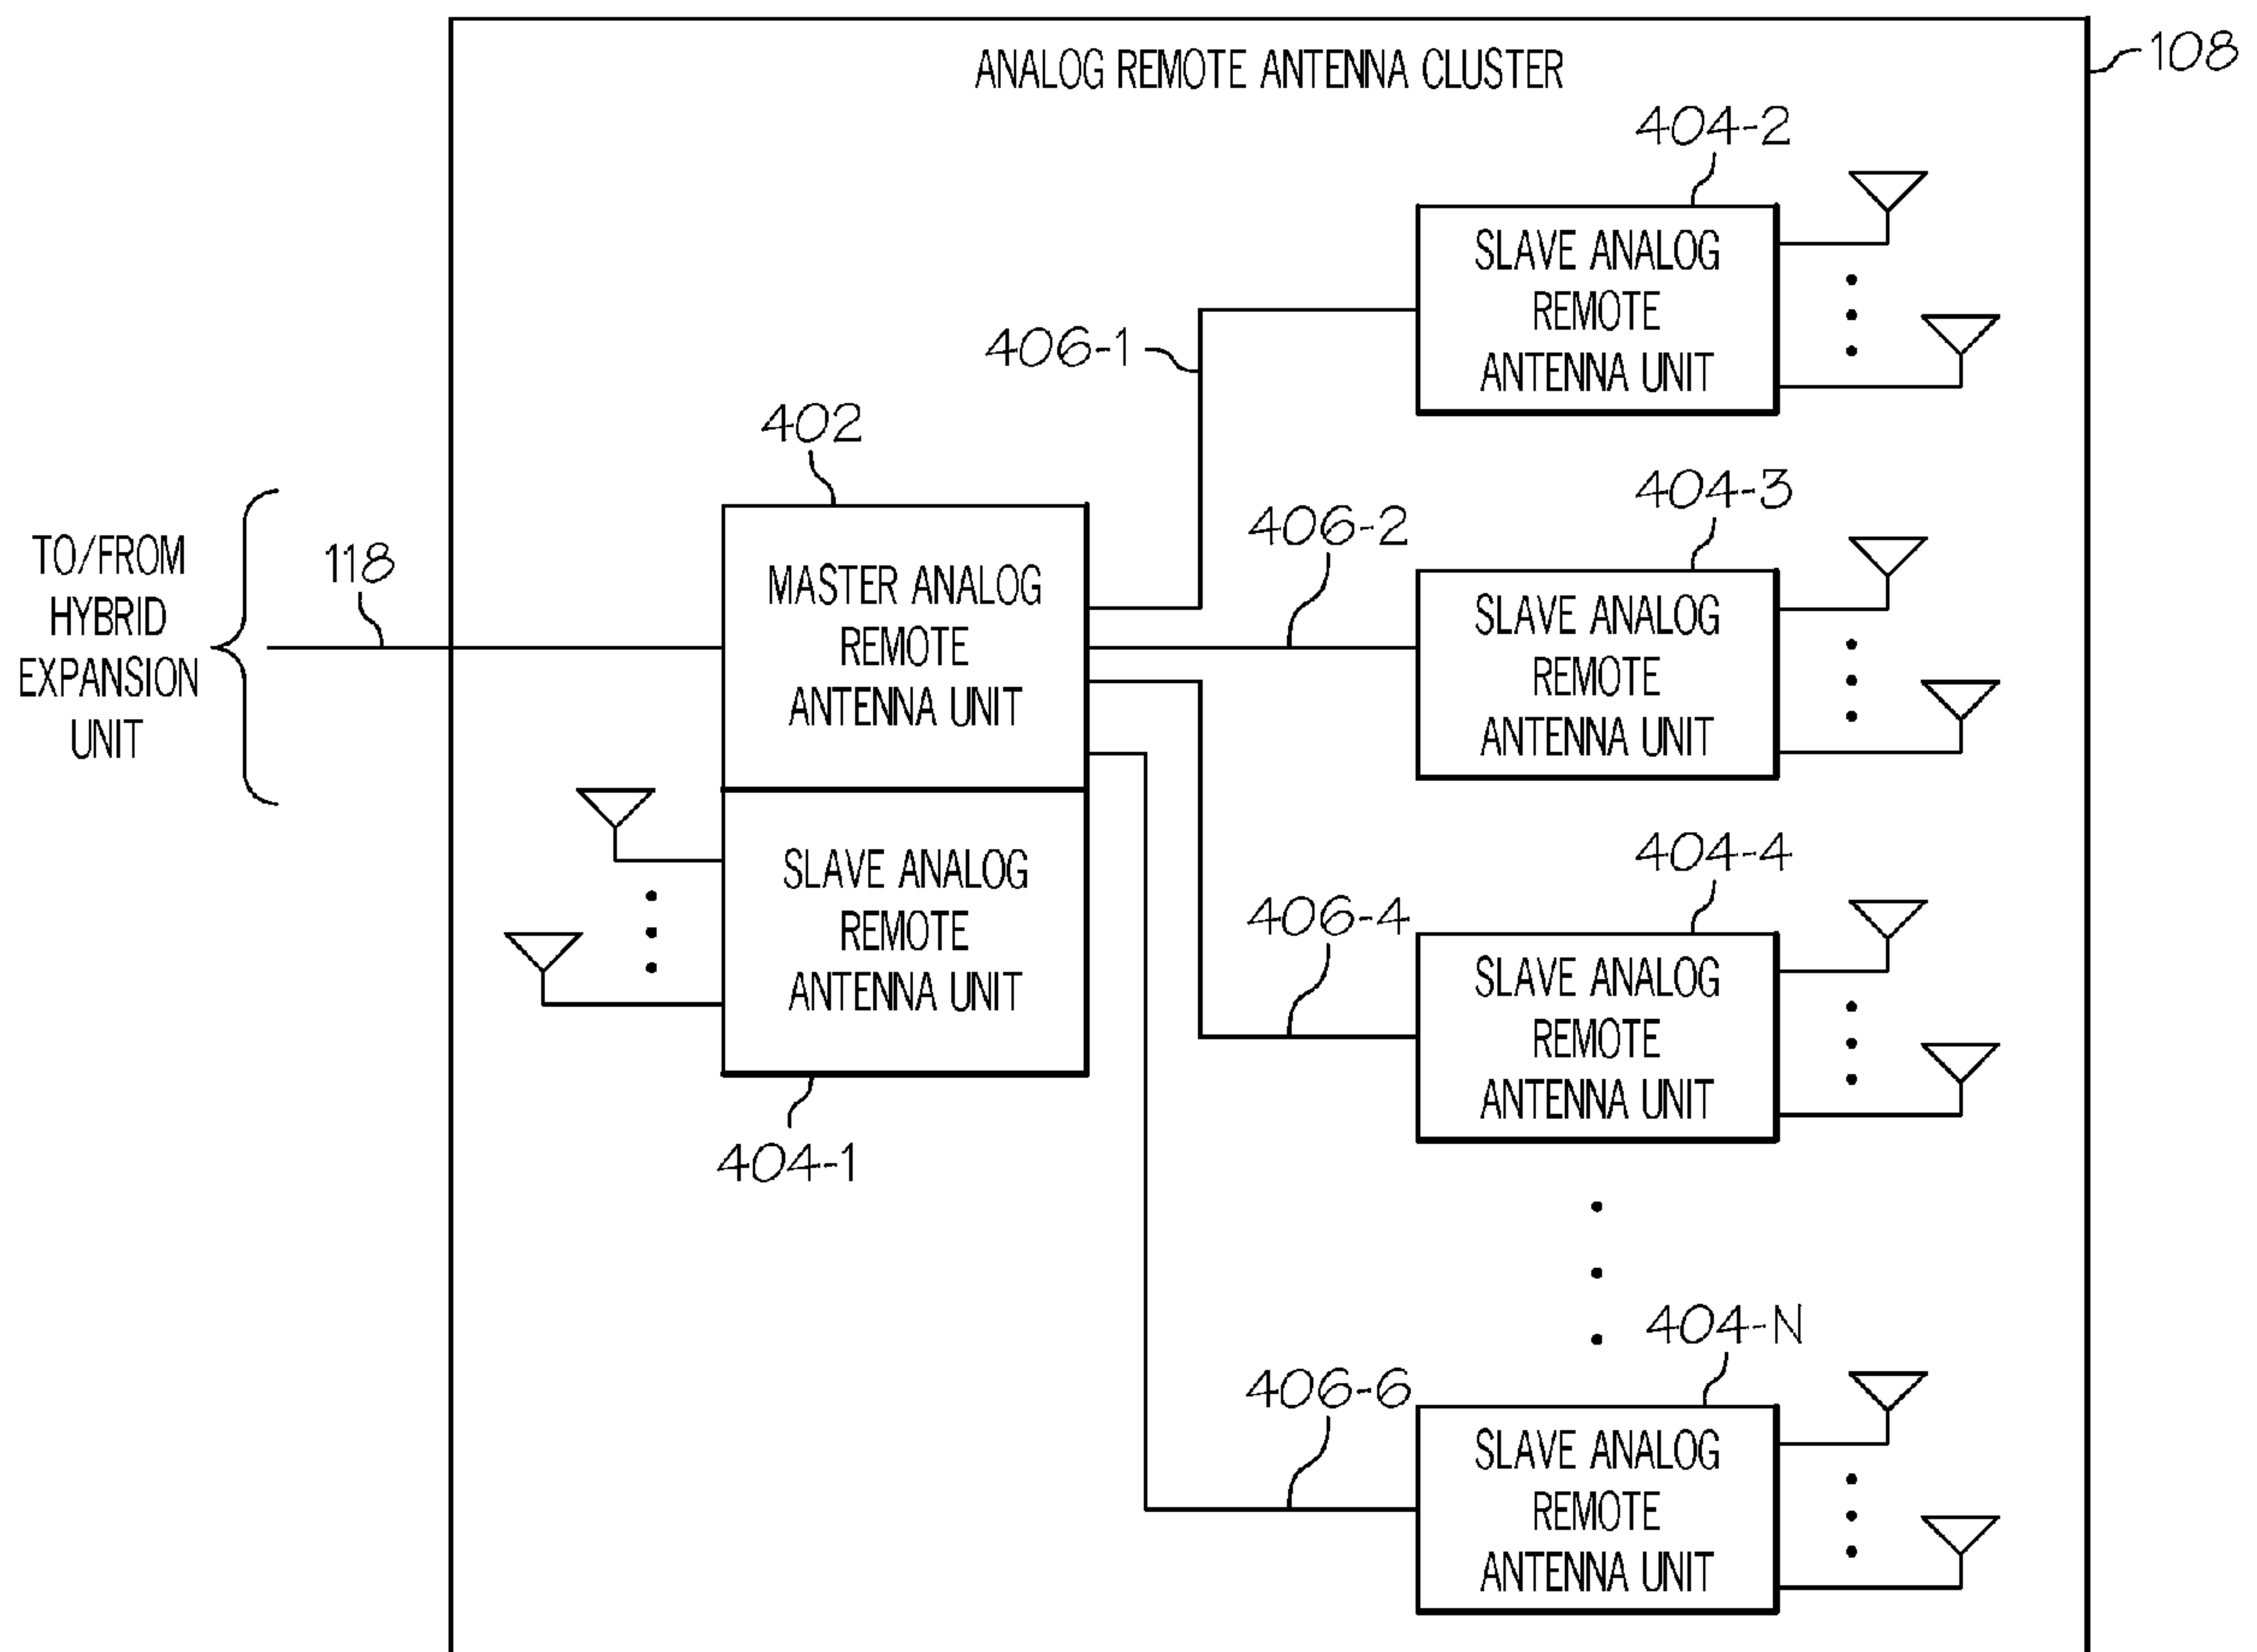 ANALOG REMOTE ANTENNA CLUSTER
108
404-2
SLAVE ANALOG
REMOTE
ANTENNA UNIT
406-1
402
MASTER ANALOG
REMOTE
ANTENNA UNIT
TO/FROM
HYBRID
EXPANSION
UNIT
118
406-2
404-3
SLAVE ANALOG
REMOTE
ANTENNA UNIT
SLAVE ANALOG
REMOTE
ANTENNA UNIT
404-1
406-4
404-4
SLAVE ANALOG
REMOTE
ANTENNA UNIT
406-6
404-N
SLAVE ANALOG
REMOTE
ANTENNA UNIT